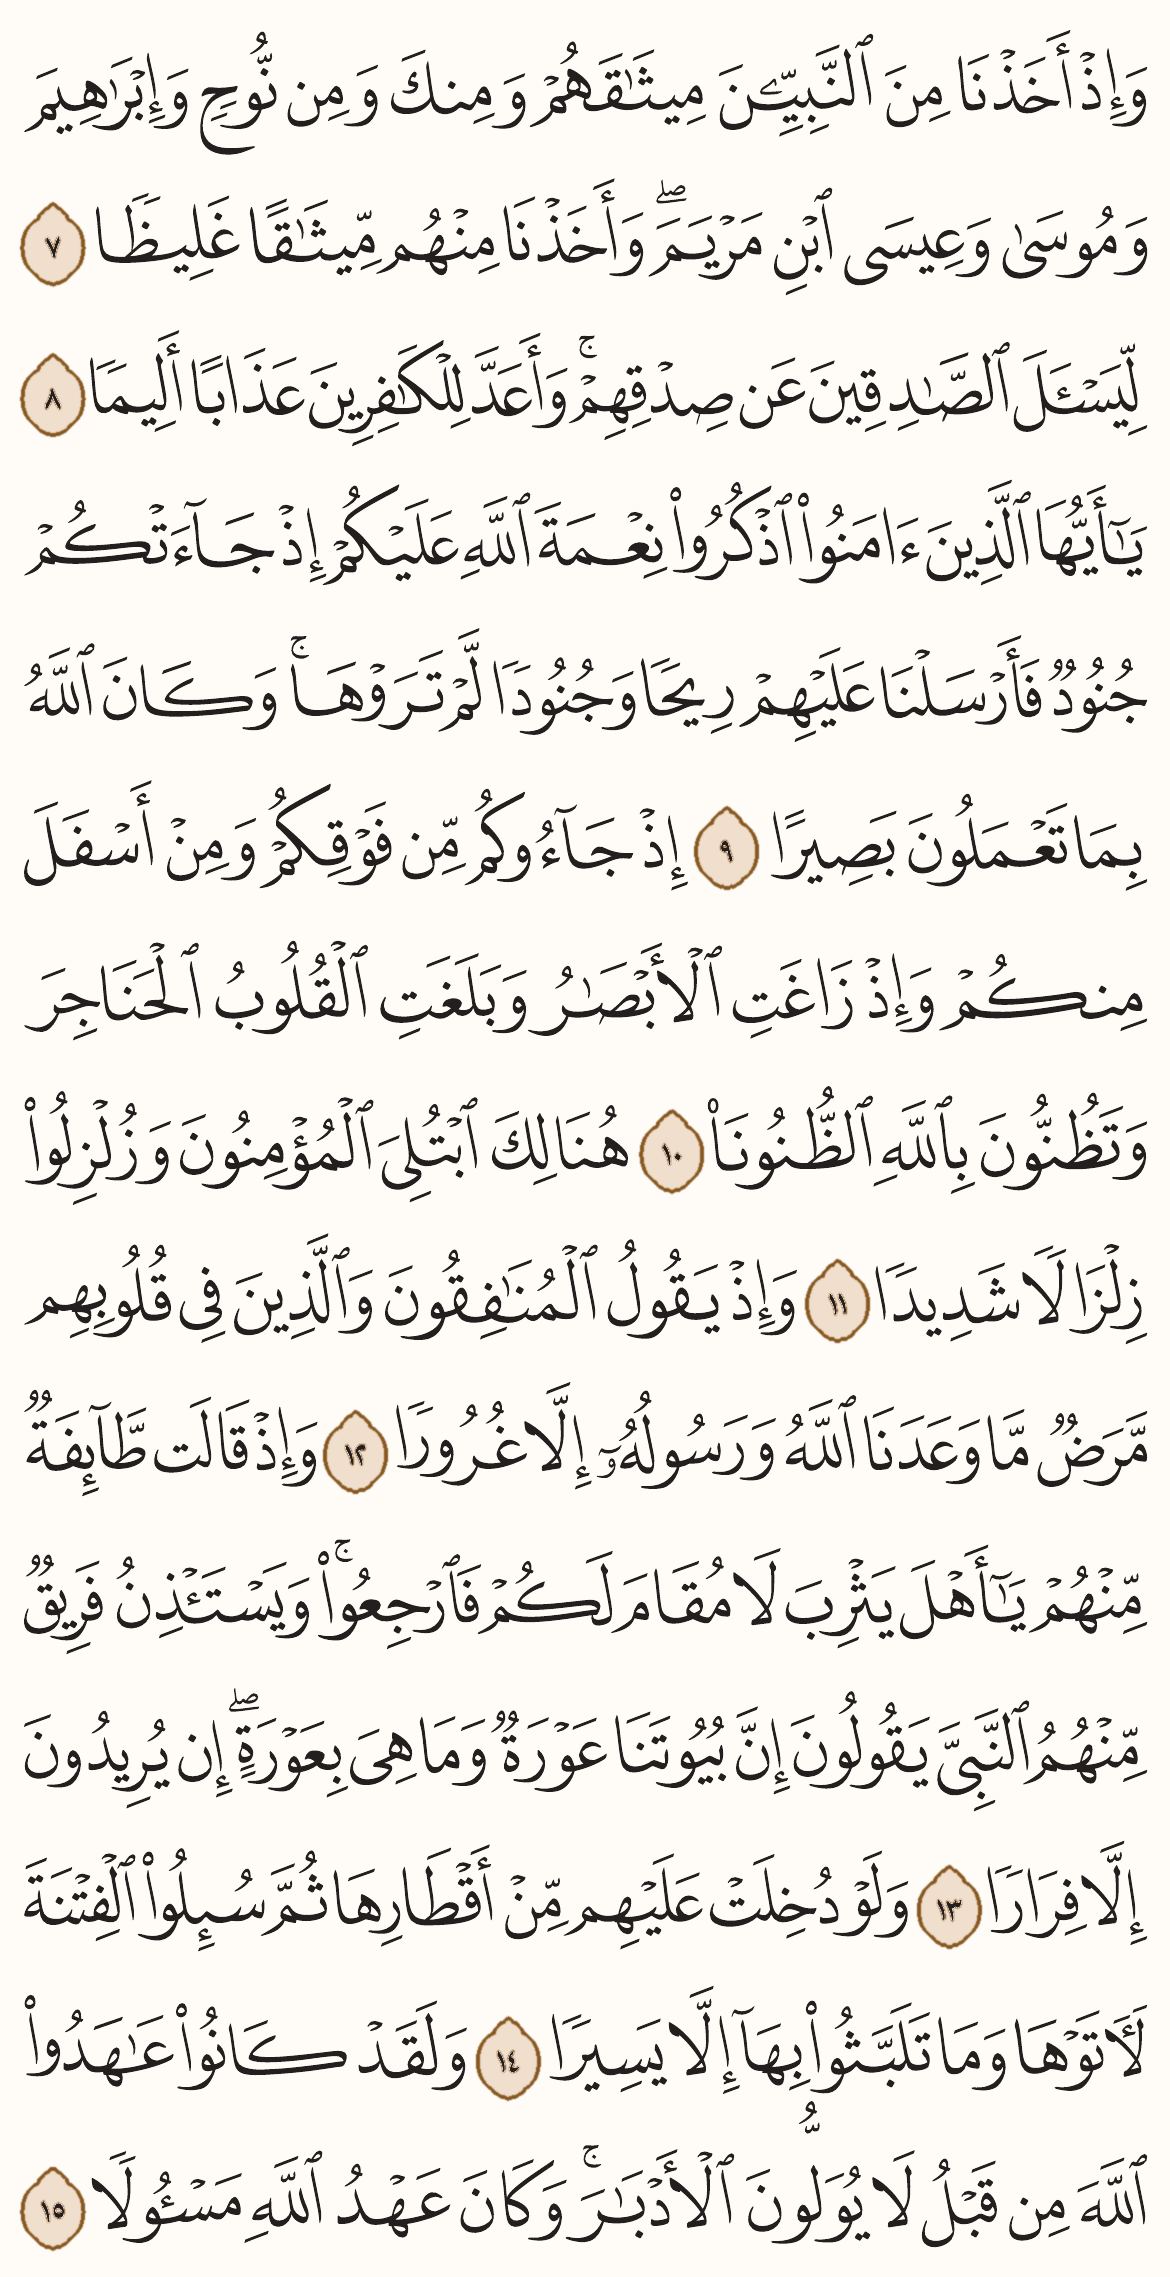 وَإِذْ أَخَذْنَا مِنَ ٱلنَّبِيِّـۧنَ مِيثَـٰقَهُمْ وَمِنكَ وَمِن نُّوحٍ وَإِبْرَٰهِيمَ
وَمُوسَىٰ وَعِيسَى ٱبْنِ مَرْيَمَ ۖ وَأَخَذْنَا مِنْهُم مِّيثَـٰقًا غَلِيظًا ٧
لِّيَسْـَٔلَ ٱلصَّـٰدِقِينَ عَن صِدْقِهِمْ ۚ وَأَعَدَّ لِلْكَـٰفِرِينَ عَذَابًا أَلِيمًا ٨
يَـٰٓأَيُّهَا ٱلَّذِينَ ءَامَنُوا۟ ٱذْكُرُوا۟ نِعْمَةَ ٱللَّهِ عَلَيْكُمْ إِذْ جَآءَتْكُمْ
جُنُودٌ فَأَرْسَلْنَا عَلَيْهِمْ رِيحًا وَجُنُودًا لَّمْ تَرَوْهَا ۚ وَكَانَ ٱللَّهُ
بِمَا تَعْمَلُونَ بَصِيرًا ٩ إِذْ جَآءُوكُم مِّن فَوْقِكُمْ وَمِنْ أَسْفَلَ
مِنكُمْ وَإِذْ زَاغَتِ ٱلْأَبْصَـٰرُ وَبَلَغَتِ ٱلْقُلُوبُ ٱلْحَنَاجِرَ
وَتَظُنُّونَ بِٱللَّهِ ٱلظُّنُونَا۠ ١٠ هُنَالِكَ ٱبْتُلِىَ ٱلْمُؤْمِنُونَ وَزُلْزِلُوا۟
زِلْزَالًا شَدِيدًا ١١ وَإِذْ يَقُولُ ٱلْمُنَـٰفِقُونَ وَٱلَّذِينَ فِى قُلُوبِهِم
مَّرَضٌ مَّا وَعَدَنَا ٱللَّهُ وَرَسُولُهُۥٓ إِلَّا غُرُورًا ١٢ وَإِذْ قَالَت طَّآئِفَةٌ
مِّنْهُمْ يَـٰٓأَهْلَ يَثْرِبَ لَا مُقَامَ لَكُمْ فَٱرْجِعُوا۟ ۚ وَيَسْتَـْٔذِنُ فَرِيقٌ
مِّنْهُمُ ٱلنَّبِىَّ يَقُولُونَ إِنَّ بُيُوتَنَا عَوْرَةٌ وَمَا هِىَ بِعَوْرَةٍ ۖ إِن يُرِيدُونَ
إِلَّا فِرَارًا ١٣ وَلَوْ دُخِلَتْ عَلَيْهِم مِّنْ أَقْطَارِهَا ثُمَّ سُئِلُوا۟ ٱلْفِتْنَةَ
لَـَٔاتَوْهَا وَمَا تَلَبَّثُوا۟ بِهَآ إِلَّا يَسِيرًا ١٤ وَلَقَدْ كَانُوا۟ عَـٰهَدُوا۟
ٱللَّهَ مِن قَبْلُ لَا يُوَلُّونَ ٱلْأَدْبَـٰرَ ۚ وَكَانَ عَهْدُ ٱللَّهِ مَسْـُٔولًا ١٥